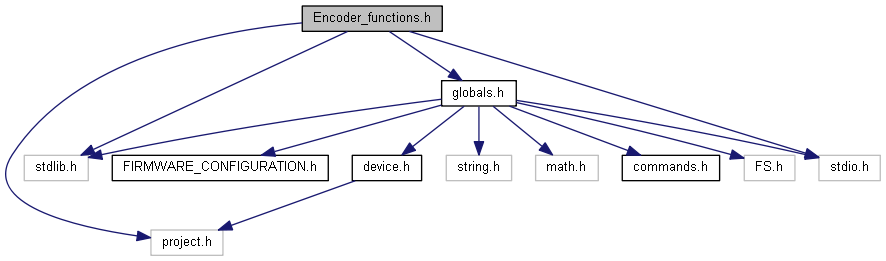 Encoder_functions.h
globals.h
stdlib.h
FIRMWARE_CONFIGURATION.h
device.h
string.h
math.h
commands.h
FS.h
stdio.h
project.h